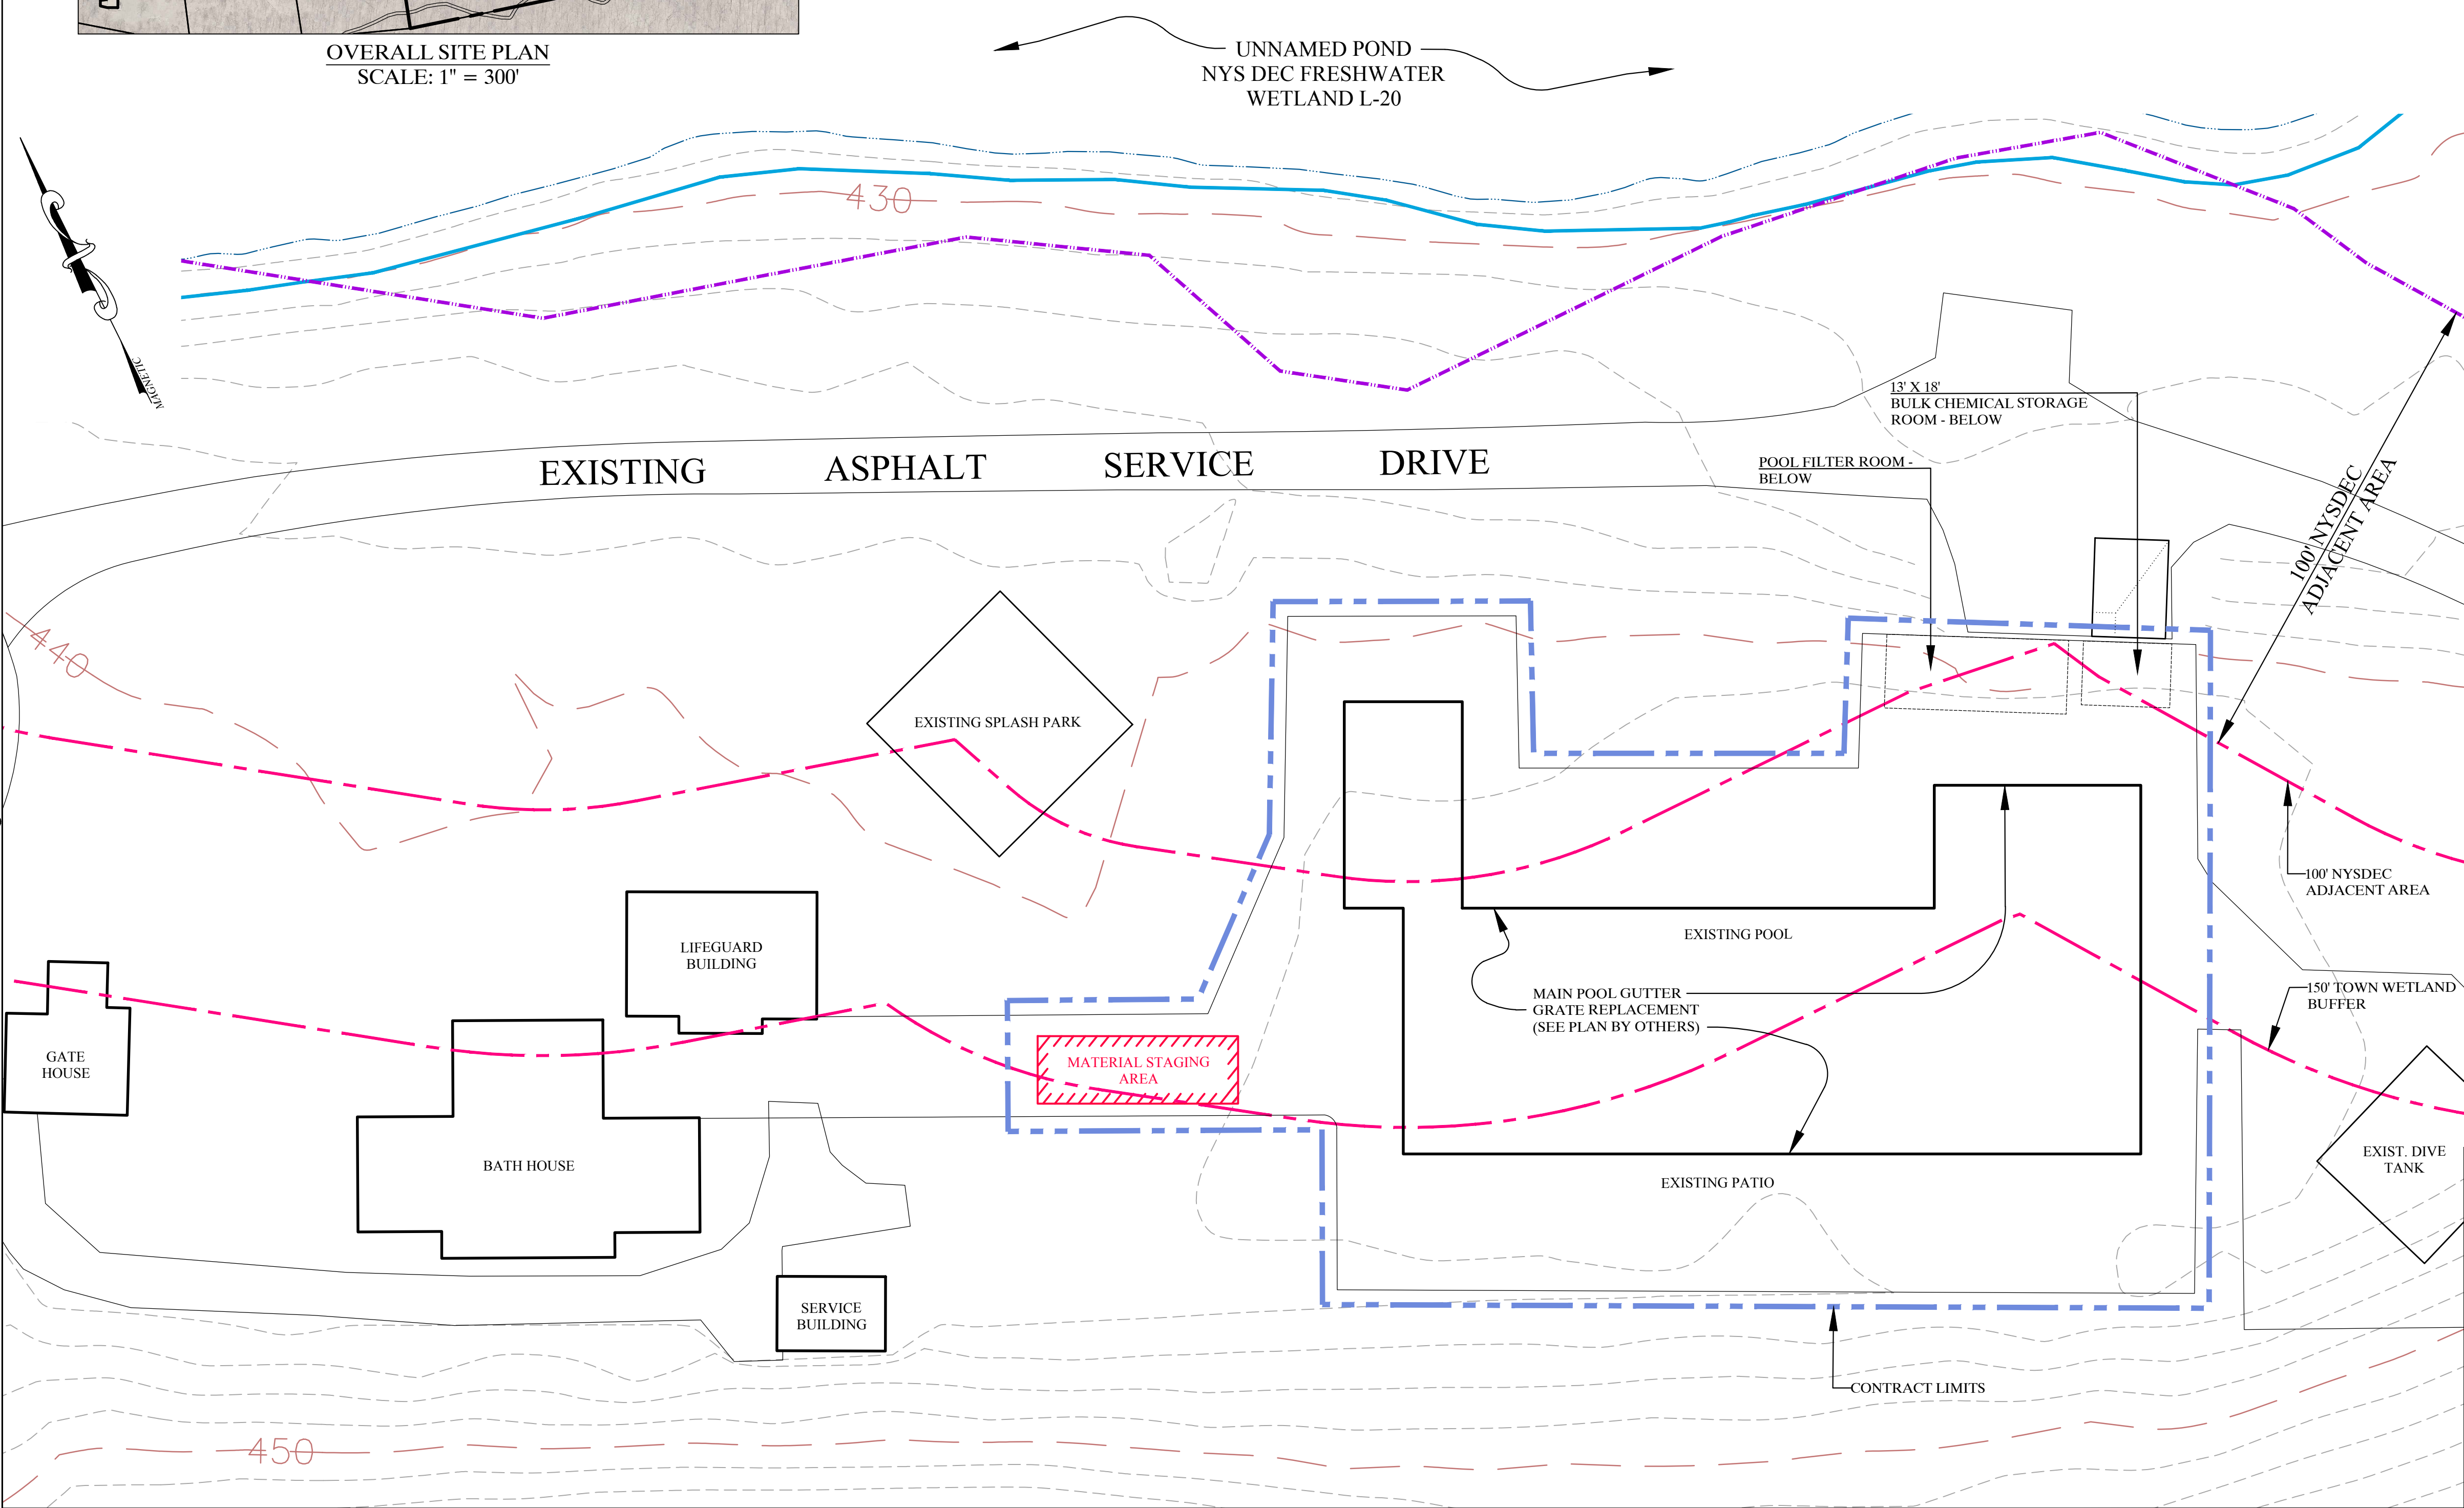 OVERALL SITE PLAN
SCALE: 1" = 300'
UNNAMED POND
NYS DEC FRESHWATER
WETLAND L-20
MAGNETIC
430
13' X 18'
BULK CHEMICAL STORAGE
ROOM - BELOW
POOL FILTER ROOM -
BELOW
EXISTING ASPHALT SERVICE DRIVE
100' NYSDEC
ADJACENT AREA
440
EXISTING SPLASH PARK
100' NYSDEC
ADJACENT AREA
LIFEGUARD
BUILDING
EXISTING POOL
MAIN POOL GUTTER
GRATE REPLACEMENT
(SEE PLAN BY OTHERS)
150' TOWN WETLAND
BUFFER
GATE
HOUSE
MATERIAL STAGING
AREA
BATH HOUSE
EXISTING PATIO
EXIST. DIVE
TANK
SERVICE
BUILDING
CONTRACT LIMITS
450